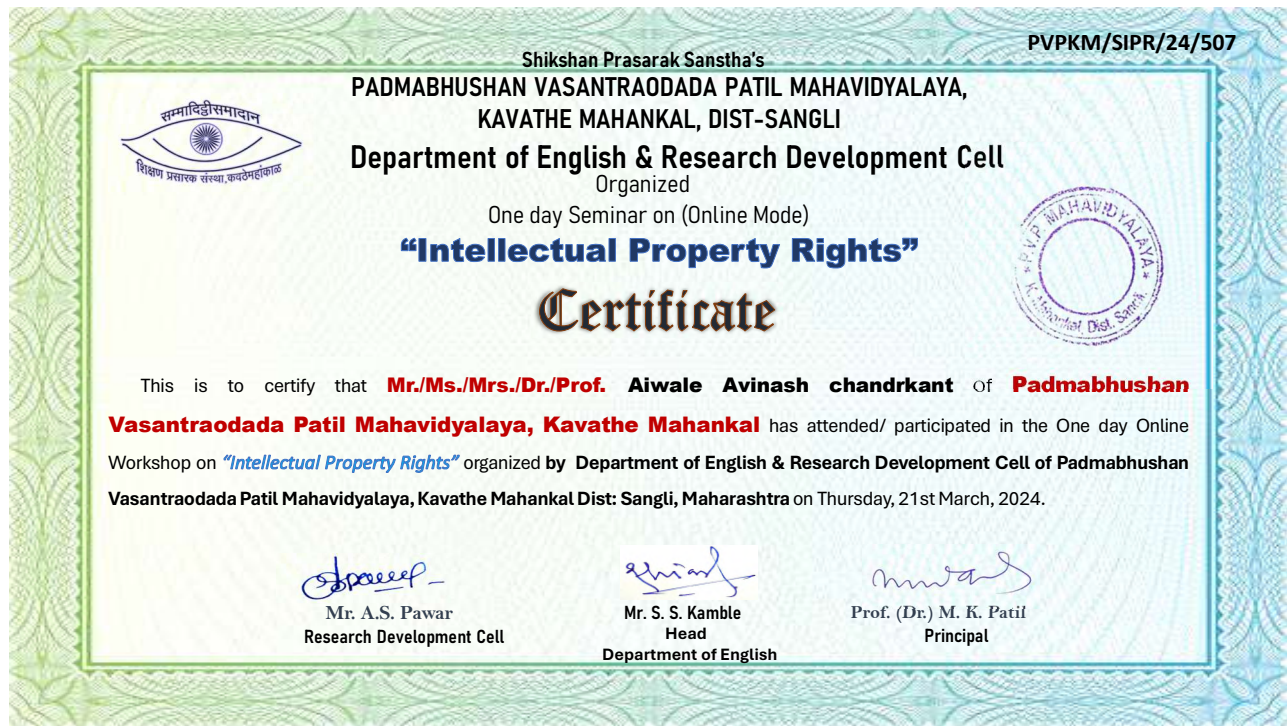 PVPKM/SIPR/24/507
Shikshan Prasarak Sanstha's
PADMABHUSHAN VASANTRAODADA PATIL MAHAVIDYALAYA,
KAVATHE MAHANKAL, DIST-SANGLI
Department of English & Research Development Cell
Organized
One day Seminar on (Online Mode)
“Intellectual Property Rights”
Certificate
सम्मादिट्ठीसमादान
शिक्षण प्रसारक संस्था,कवठेमहांकाळ
P.V.P. MAHAVIDYALAYA
K. Mahankal, Dist. Sangli.
This is to certify that Mr./Ms./Mrs./Dr./Prof. Aiwale Avinash chandrkant Of Padmabhushan
Vasantraodada Patil Mahavidyalaya, Kavathe Mahankal has attended/ participated in the One day Online
Workshop on "Intellectual Property Rights" organized by Department of English & Research Development Cell of Padmabhushan
Vasantraodada Patil Mahavidyalaya, Kavathe Mahankal Dist: Sangli, Maharashtra on Thursday, 21st March, 2024.
Mr. A.S. Pawar
Research Development Cell
Mr. S. S. Kamble
Head
Department of English
Prof. (Dr.) M. K. Patil
Principal